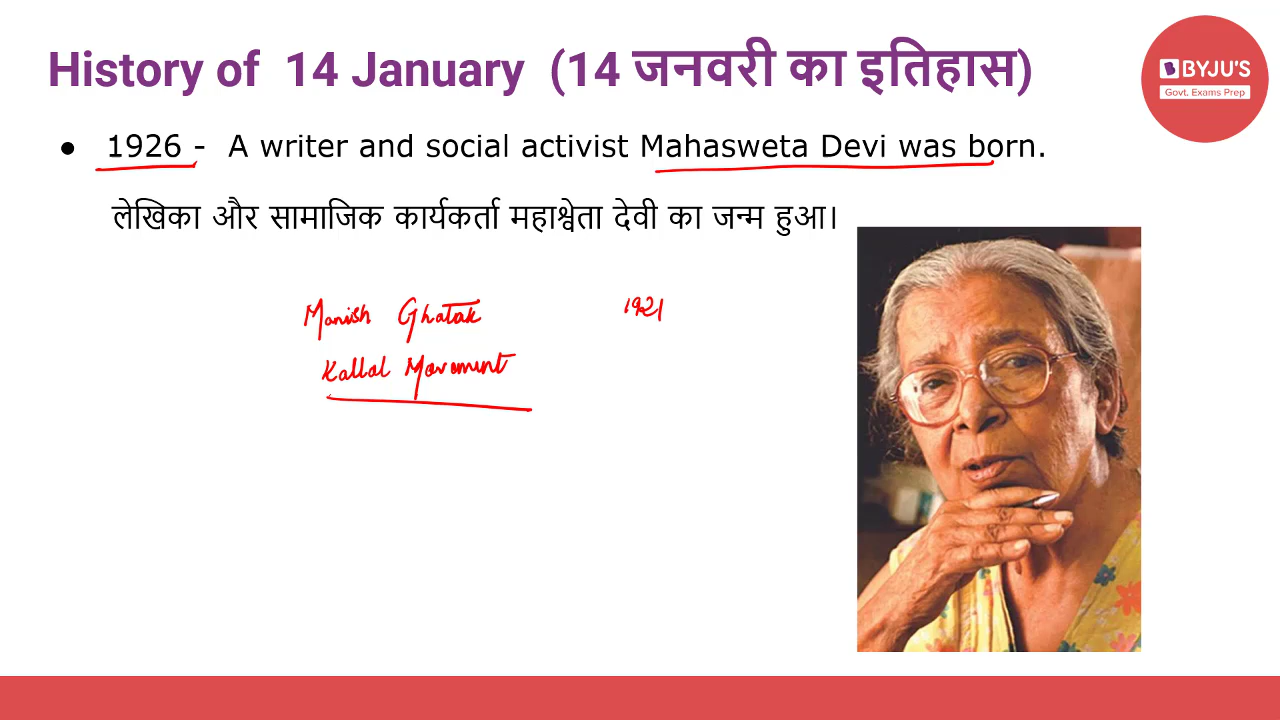 History of 14 January (14 जनवरी का इतिहास)
BYJU'S
Govt. Exams Prep
● 1926 - A writer and social activist Mahasweta Devi was born.
लेखिका और सामाजिक कार्यकर्ता महाश्वेता देवी का जन्म हुआ।
Manish Ghatak 1921
Kallol Movement